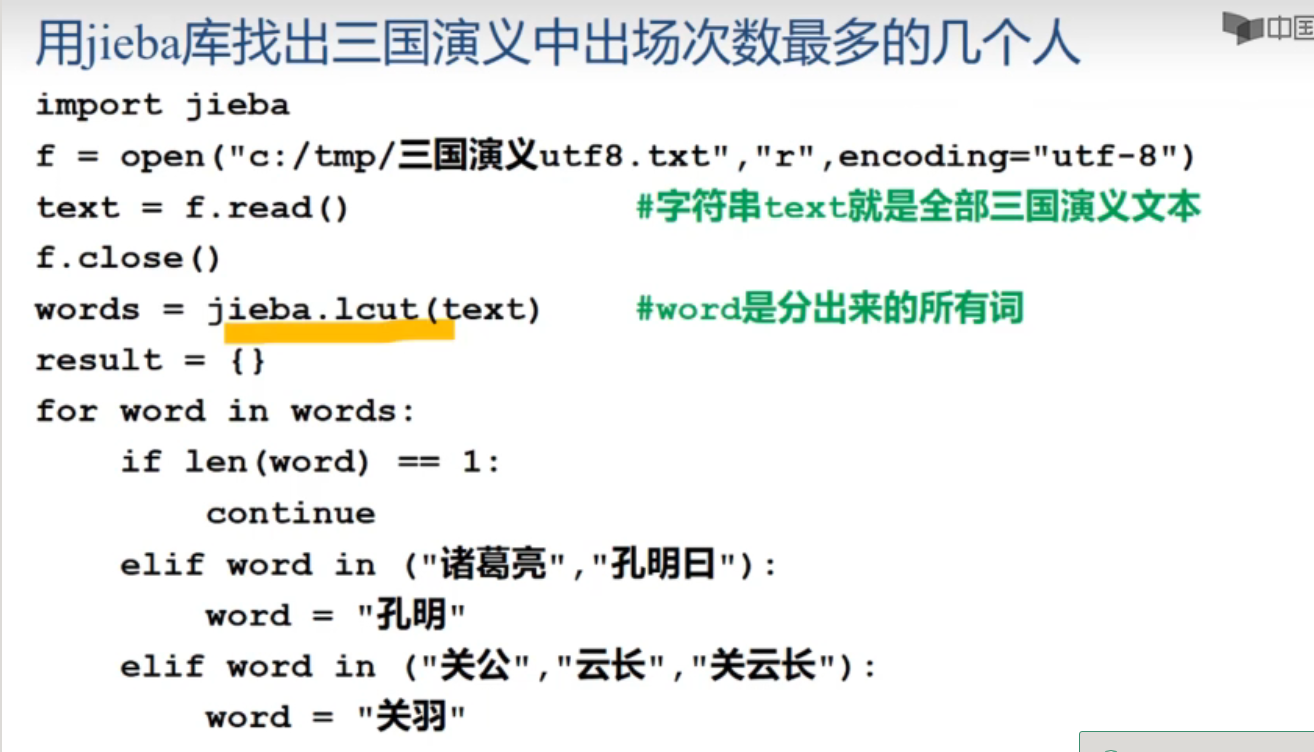 用jieba库找出三国演义中出场次数最多的几个人
中国
import jieba
f = open("c:/tmp/三国演义utf8.txt","r",encoding="utf-8")
text = f.read() #字符串text就是全部三国演义文本
f.close()
words = jieba.lcut(text) #word是分出来的所有词
result = {}
for word in words:
    if len(word) == 1:
        continue
    elif word in ("诸葛亮","孔明曰"):
        word = "孔明"
    elif word in ("关公","云长","关云长"):
        word = "关羽"